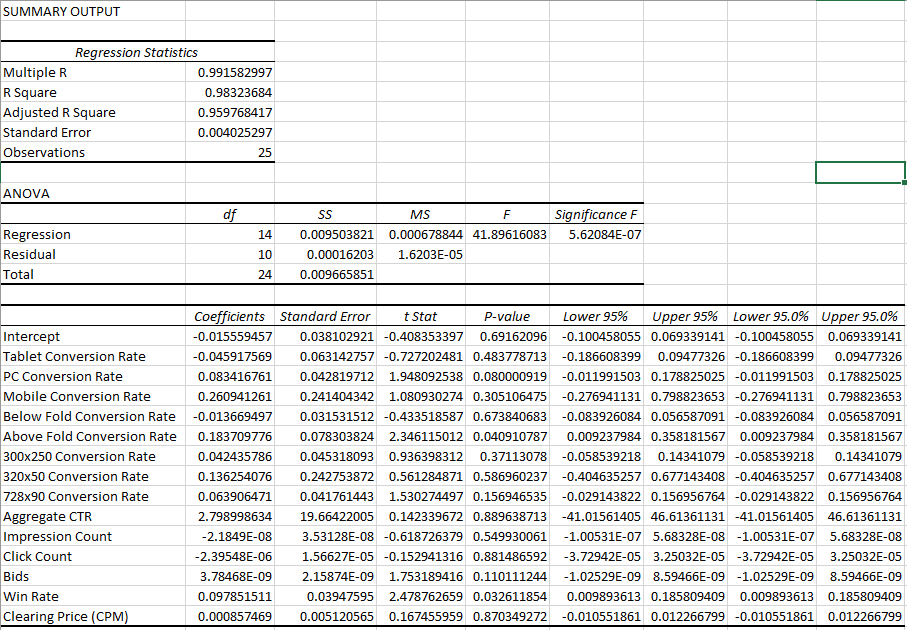 SUMMARY OUTPUT
Regression Statistics
Multiple R 0.991582997
R Square 0.98323684
Adjusted R Square 0.959768417
Standard Error 0.004025297
Observations 25
ANOVA
df SS MS F Significance F
Regression 14 0.009503821 0.000678844 41.89616083 5.62084E-07
Residual 10 0.00016203 1.6203E-05
Total 24 0.009665851
Coefficients Standard Error t Stat P-value Lower 95% Upper 95% Lower 95.0% Upper 95.0%
Intercept -0.015559457 0.038102921 -0.408353397 0.69162096 -0.100458055 0.069339141 -0.100458055 0.069339141
Tablet Conversion Rate -0.045917569 0.063142757 -0.727202481 0.483778713 -0.186608399 0.09477326 -0.186608399 0.09477326
PC Conversion Rate 0.083416761 0.042819712 1.948092538 0.080000919 -0.011991503 0.178825025 -0.011991503 0.178825025
Mobile Conversion Rate 0.260941261 0.241404342 1.080930274 0.305106475 -0.276941131 0.798823653 -0.276941131 0.798823653
Below Fold Conversion Rate -0.013669497 0.031531512 -0.433518587 0.673840683 -0.083926084 0.056587091 -0.083926084 0.056587091
Above Fold Conversion Rate 0.183709776 0.078303824 2.346115012 0.040910787 0.009237984 0.358181567 0.009237984 0.358181567
300x250 Conversion Rate 0.042435786 0.045318093 0.936398312 0.37113078 -0.058539218 0.14341079 -0.058539218 0.14341079
320x50 Conversion Rate 0.136254076 0.242753872 0.561284871 0.586960237 -0.404635257 0.677143408 -0.404635257 0.677143408
728x90 Conversion Rate 0.063906471 0.041761443 1.530274497 0.156946535 -0.029143822 0.156956764 -0.029143822 0.156956764
Aggregate CTR 2.798998634 19.66422005 0.142339672 0.889638713 -41.01561405 46.61361131 -41.01561405 46.61361131
Impression Count -2.1849E-08 3.53128E-08 -0.618726379 0.549930061 -1.00531E-07 5.68328E-08 -1.00531E-07 5.68328E-08
Click Count -2.39548E-06 1.56627E-05 -0.152941316 0.881486592 -3.72942E-05 3.25032E-05 -3.72942E-05 3.25032E-05
Bids 3.78468E-09 2.15874E-09 1.753189416 0.110111244 -1.02529E-09 8.59466E-09 -1.02529E-09 8.59466E-09
Win Rate 0.097851511 0.03947595 2.478762659 0.032611854 0.009893613 0.185809409 0.009893613 0.185809409
Clearing Price (CPM) 0.000857469 0.005120565 0.167455959 0.870349272 -0.010551861 0.012266799 -0.010551861 0.012266799